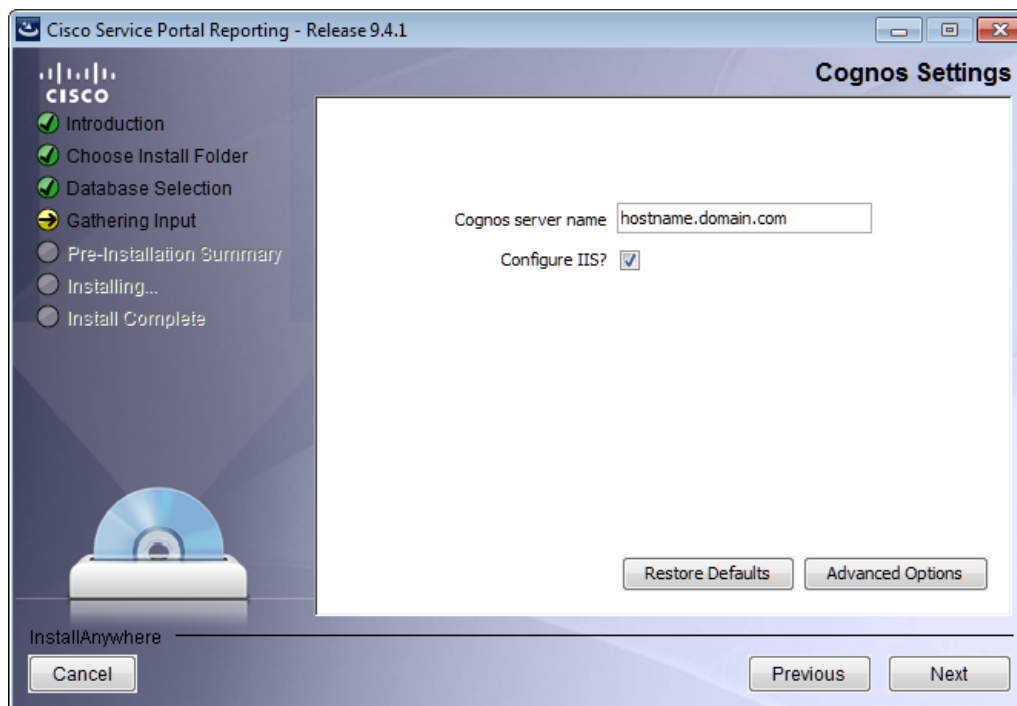 Cisco Service Portal Reporting - Release 9.4.1
CISCO
Cognos Settings
Introduction
Choose Install Folder
Database Selection
Gathering Input
Pre-Installation Summary
Installing...
Install Complete
Cognos server name hostname.domain.com
Configure IIS?
Restore Defaults Advanced Options
InstallAnywhere
Cancel Previous Next